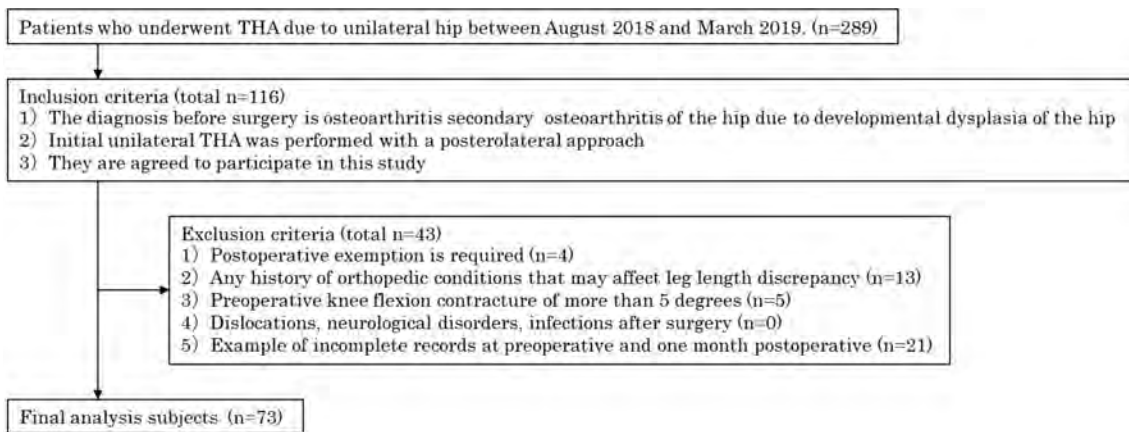 Patients who underwent THA due to unilateral hip between August 2018 and March 2019. (n=289)
Inclusion criteria (total n=116)
1) The diagnosis before surgery is osteoarthritis secondary osteoarthritis of the hip due to developmental dysplasia of the hip
2) Initial unilateral THA was performed with a posterolateral approach
3) They are agreed to participate in this study
Exclusion criteria (total n=43)
1) Postoperative exemption is required (n=4)
2) Any history of orthopedic conditions that may affect leg length discrepancy (n=13)
3) Preoperative knee flexion contracture of more than 5 degrees (n=5)
4) Dislocations, neurological disorders, infections after surgery (n=0)
5) Example of incomplete records at preoperative and one month postoperative (n=21)
Final analysis subjects (n=73)